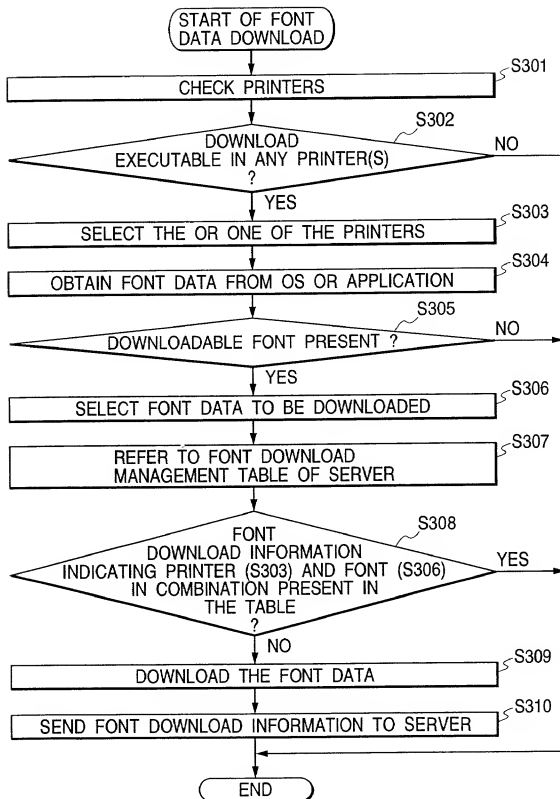 START OF FONT
DATA DOWNLOAD
S301
CHECK PRINTERS
S302
DOWNLOAD
EXECUTABLE IN ANY PRINTER(S)
?
NO
YES
S303
SELECT THE OR ONE OF THE PRINTERS
S304
OBTAIN FONT DATA FROM OS OR APPLICATION
S305
DOWNLOADABLE FONT PRESENT ?
NO
YES
S306
SELECT FONT DATA TO BE DOWNLOADED
S307
REFER TO FONT DOWNLOAD
MANAGEMENT TABLE OF SERVER
S308
FONT
DOWNLOAD INFORMATION
INDICATING PRINTER (S303) AND FONT (S306)
IN COMBINATION PRESENT IN
THE TABLE
?
YES
NO
S309
DOWNLOAD THE FONT DATA
S310
SEND FONT DOWNLOAD INFORMATION TO SERVER
END